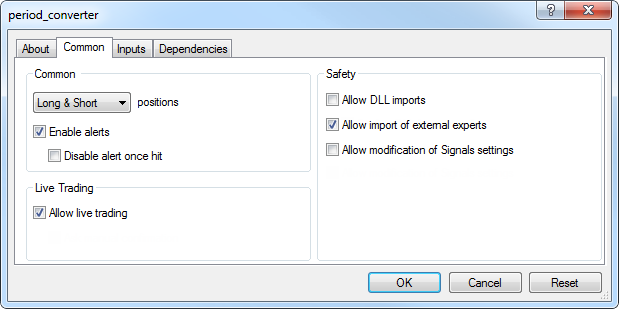 period_converter
About
Common
Inputs
Dependencies
Common
Long & Short positions
Enable alerts
Disable alert once hit
Live Trading
Allow live trading
Safety
Allow DLL imports
Allow import of external experts
Allow modification of Signals settings
OK
Cancel
Reset